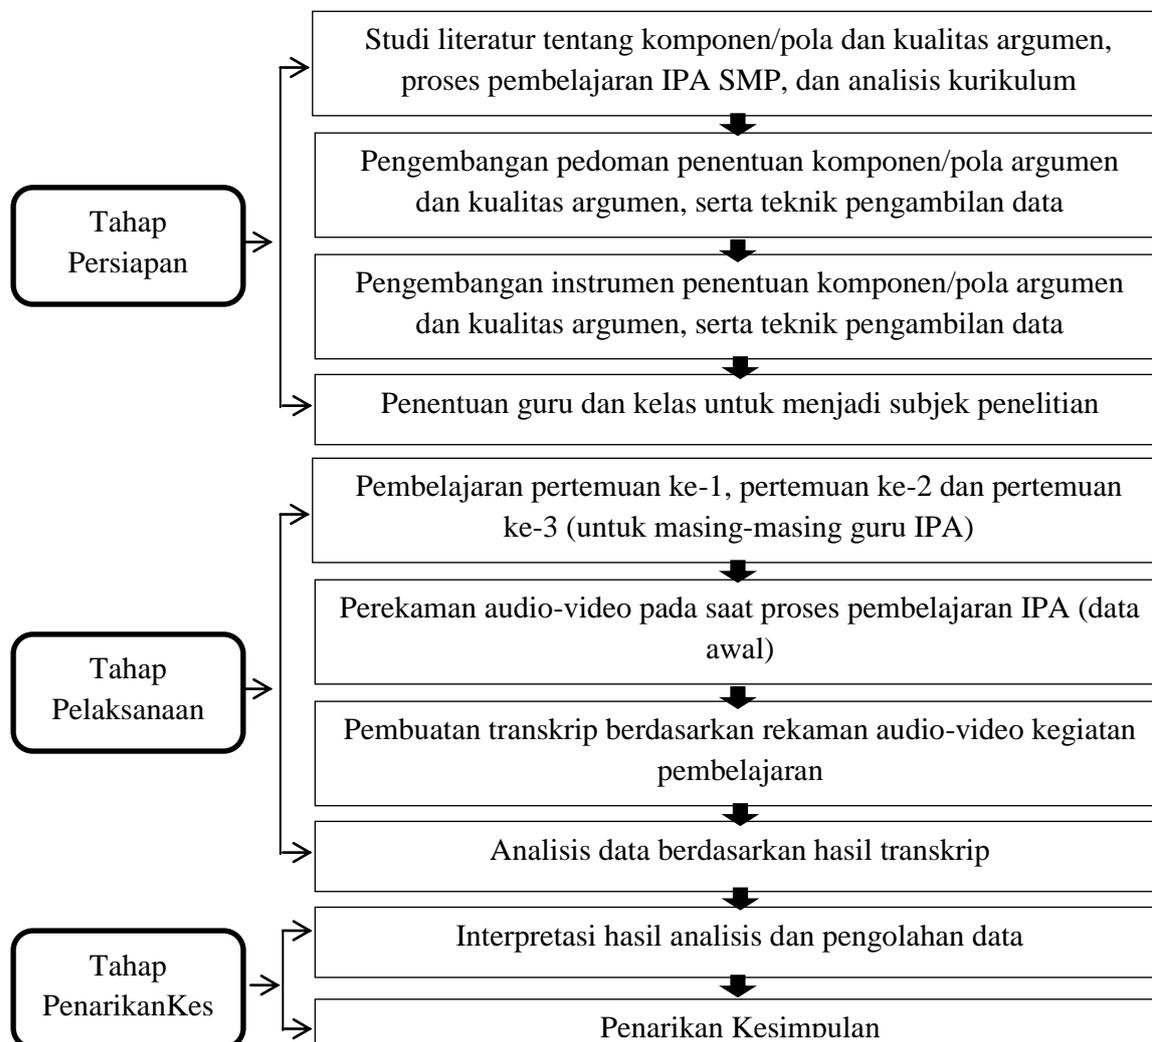 Studi literatur tentang komponen/pola dan kualitas argumen,
proses pembelajaran IPA SMP, dan analisis kurikulum
Pengembangan pedoman penentuan komponen/pola argumen
dan kualitas argumen, serta teknik pengambilan data
Tahap
Persiapan
Pengembangan instrumen penentuan komponen/pola argumen
dan kualitas argumen, serta teknik pengambilan data
Penentuan guru dan kelas untuk menjadi subjek penelitian
Pembelajaran pertemuan ke-1, pertemuan ke-2 dan pertemuan
ke-3 (untuk masing-masing guru IPA)
Perekaman audio-video pada saat proses pembelajaran IPA (data
awal)
Tahap
Pelaksanaan
Pembuatan transkrip berdasarkan rekaman audio-video kegiatan
pembelajaran
Analisis data berdasarkan hasil transkrip
Interpretasi hasil analisis dan pengolahan data
Tahap
PenarikanKes
Penarikan Kesimpulan